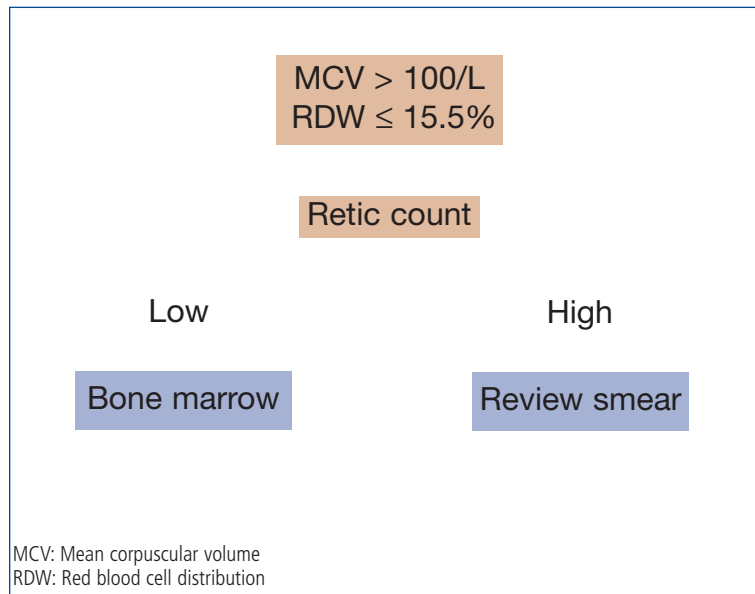 MCV > 100/L
RDW ≤ 15.5%
Retic count
Low High
Bone marrow Review smear
MCV: Mean corpuscular volume
RDW: Red blood cell distribution